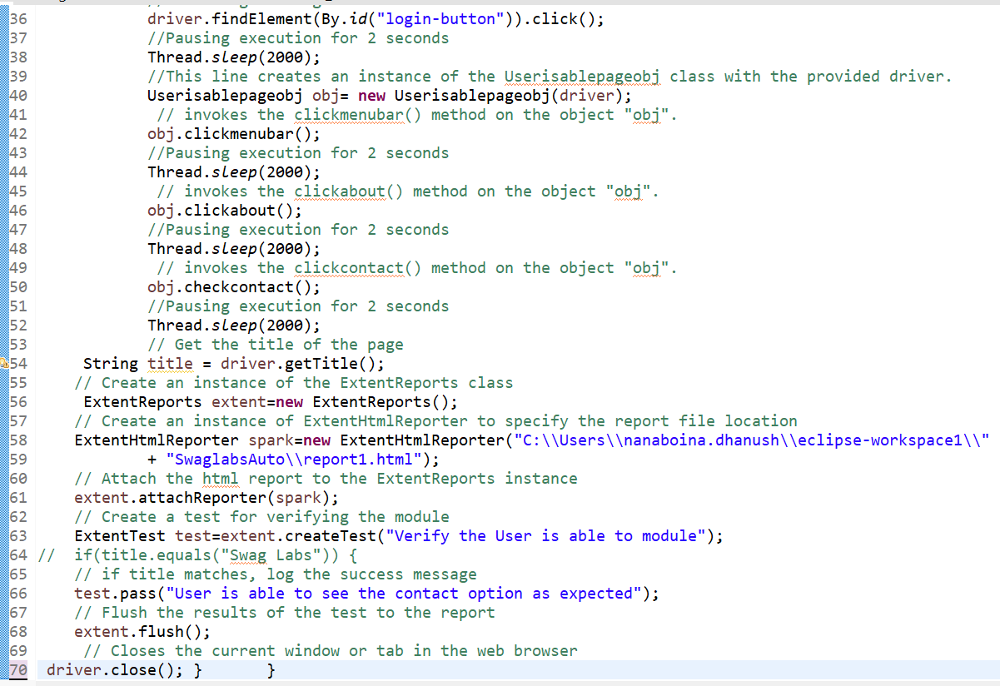 36 driver.findElement(By.id("login-button")).click();
37 //Pausing execution for 2 seconds
38 Thread.sleep(2000);
39 //This line creates an instance of the Userisablepageobj class with the provided driver.
40 Userisablepageobj obj= new Userisablepageobj(driver);
41 // invokes the clickmenubar() method on the object "obj".
42 obj.clickmenubar();
43 //Pausing execution for 2 seconds
44 Thread.sleep(2000);
45 // invokes the clickabout() method on the object "obj".
46 obj.clickabout();
47 //Pausing execution for 2 seconds
48 Thread.sleep(2000);
49 // invokes the clickcontact() method on the object "obj".
50 obj.checkcontact();
51 //Pausing execution for 2 seconds
52 Thread.sleep(2000);
53 // Get the title of the page
54 String title = driver.getTitle();
55 // Create an instance of the ExtentReports class
56 ExtentReports extent=new ExtentReports();
57 // Create an instance of ExtentHtmlReporter to specify the report file location
58 ExtentHtmlReporter spark=new ExtentHtmlReporter("C:\\Users\\nanaboina.dhanush\\eclipse-workspace1\\"
59 + "SwaglabsAuto\\report1.html");
60 // Attach the html report to the ExtentReports instance
61 extent.attachReporter(spark);
62 // Create a test for verifying the module
63 ExtentTest test=extent.createTest("Verify the User is able to module");
64 // if(title.equals("Swag Labs")) {
65 // if title matches, log the success message
66 test.pass("User is able to see the contact option as expected");
67 // Flush the results of the test to the report
68 extent.flush();
69 // Closes the current window or tab in the web browser
70 driver.close(); } }